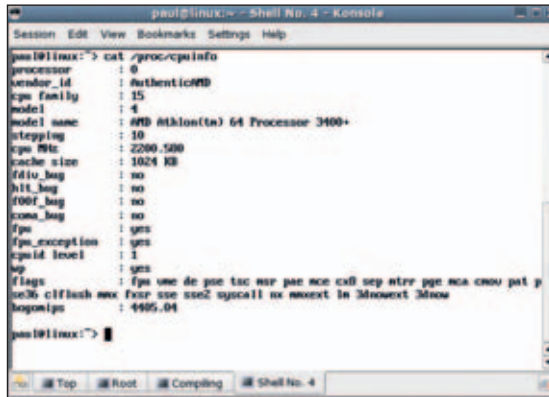 paul@linux:~ - Shell No. 4 - Konsole
Session Edit View Bookmarks Settings Help
paul@linux:~> cat /proc/cpuinfo
processor : 0
vendor_id : AuthenticAMD
cpu family : 15
model : 4
model name : AMD Athlon(tm) 64 Processor 3400+
stepping : 10
cpu MHz : 2200.500
cache size : 1024 KB
fdiv_bug : no
hlt_bug : no
f00f_bug : no
coma_bug : no
fpu : yes
fpu_exception : yes
cpuid level : 1
wp : yes
flags : fpu vme de pse tsc msr pae mce cx8 sep mtrr pge mca cmov pat p
se36 clflush mmx fxsr sse sse2 syscall nx mmxext lm 3dnowext 3dnow
bogomips : 4405.04
paul@linux:~>
Top Root Compiling Shell No. 4